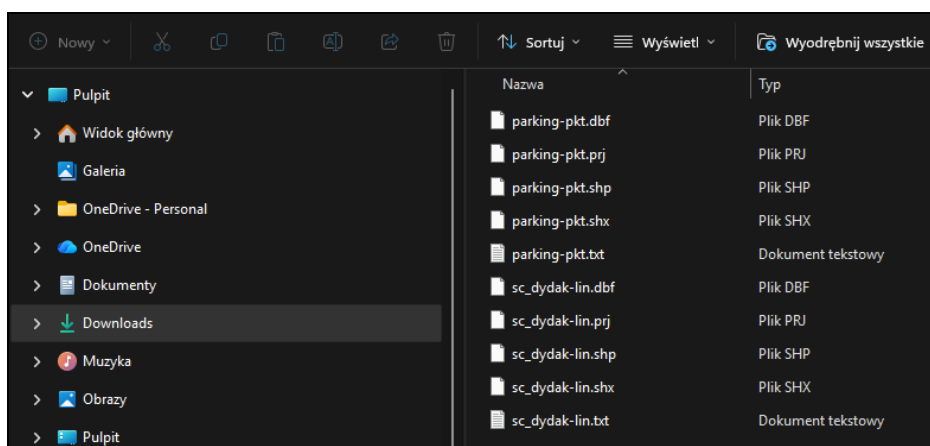 Nowy
Sortuj
Wyświetl
Wyodrębnij wszystkie
Pulpit
Widok główny
Galeria
OneDrive - Personal
OneDrive
Dokumenty
Downloads
Muzyka
Obrazy
Pulpit
Nazwa Typ
parking-pkt.dbf Plik DBF
parking-pkt.prj Plik PRJ
parking-pkt.shp Plik SHP
parking-pkt.shx Plik SHX
parking-pkt.txt Dokument tekstowy
sc_dydak-lin.dbf Plik DBF
sc_dydak-lin.prj Plik PRJ
sc_dydak-lin.shp Plik SHP
sc_dydak-lin.shx Plik SHX
sc_dydak-lin.txt Dokument tekstowy